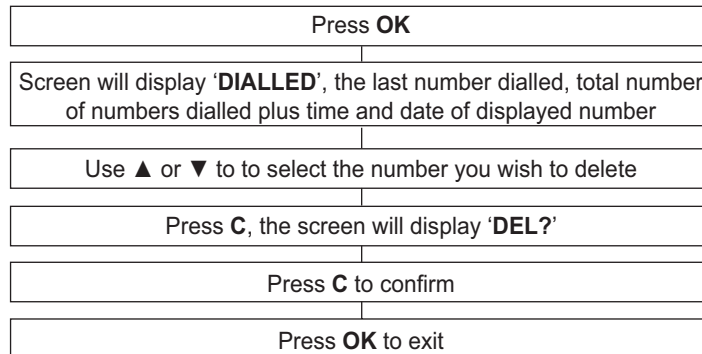 Press OK
Screen will display ‘DIALLED’, the last number dialled, total number
of numbers dialled plus time and date of displayed number
Use ▲ or ▼ to to select the number you wish to delete
Press C, the screen will display ‘DEL?’
Press C to confirm
Press OK to exit